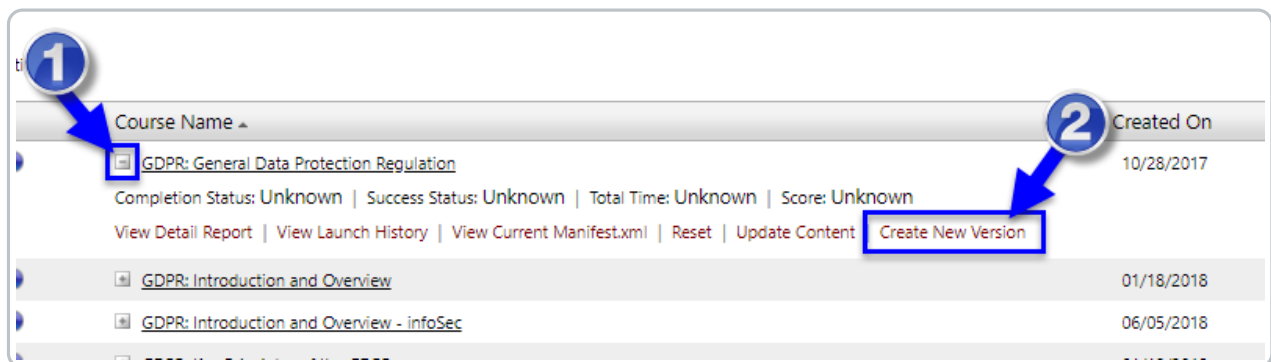 1
Course Name
2
Created On
GDPR: General Data Protection Regulation
10/28/2017
Completion Status: Unknown | Success Status: Unknown | Total Time: Unknown | Score: Unknown
View Detail Report | View Launch History | View Current Manifest.xml | Reset | Update Content | Create New Version
GDPR: Introduction and Overview
01/18/2018
GDPR: Introduction and Overview - infoSec
06/05/2018